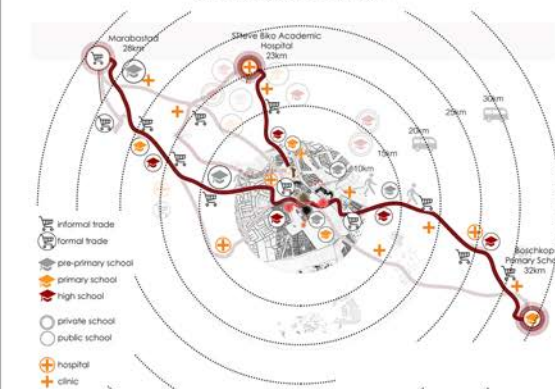 Marabastad
28km
Steve Biko Academic
Hospital
23km
30km
25km
20km
15km
10km
informal trade
formal trade
pre-primary school
primary school
high school
private school
public school
hospital
clinic
Boschkop
Primary Scho
32km